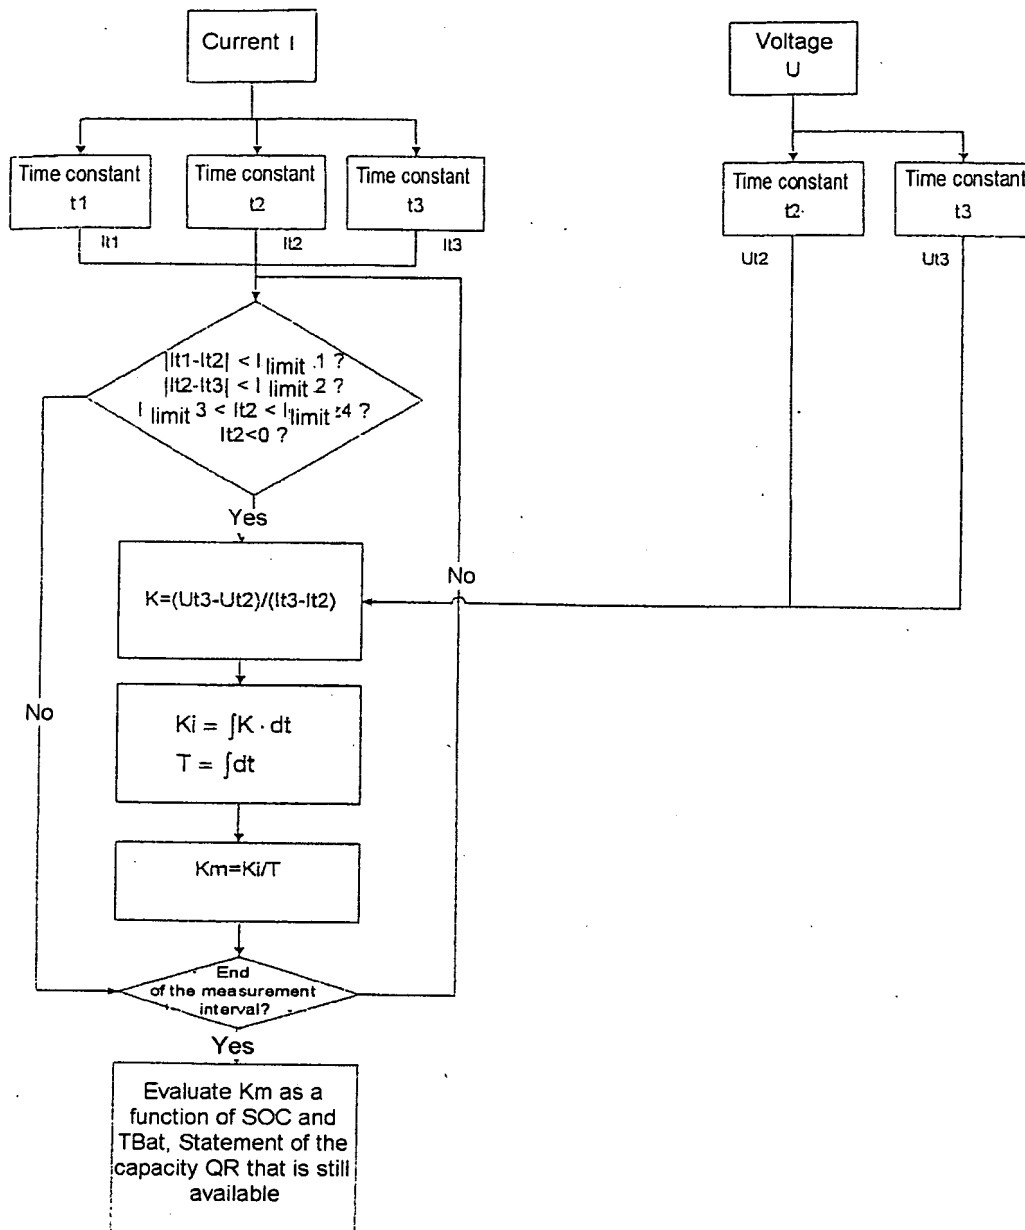 Current I
Voltage
U
Time constant
t1
Time constant
t2
Time constant
t3
Time constant
t2
Time constant
t3
It1
It2
It3
Ut2
Ut3
|It1-It2| < I limit .1 ?
|It2-It3| < I limit .2 ?
I limit 3 < It2 < I limit :4 ?
It2<0 ?
Yes
No
K=(Ut3-Ut2)/(It3-It2)
Ki = ∫K · dt
T = ∫dt
No
Km=Ki/T
End
of the measurement
interval?
Yes
Evaluate Km as a
function of SOC and
TBat, Statement of the
capacity QR that is still
available